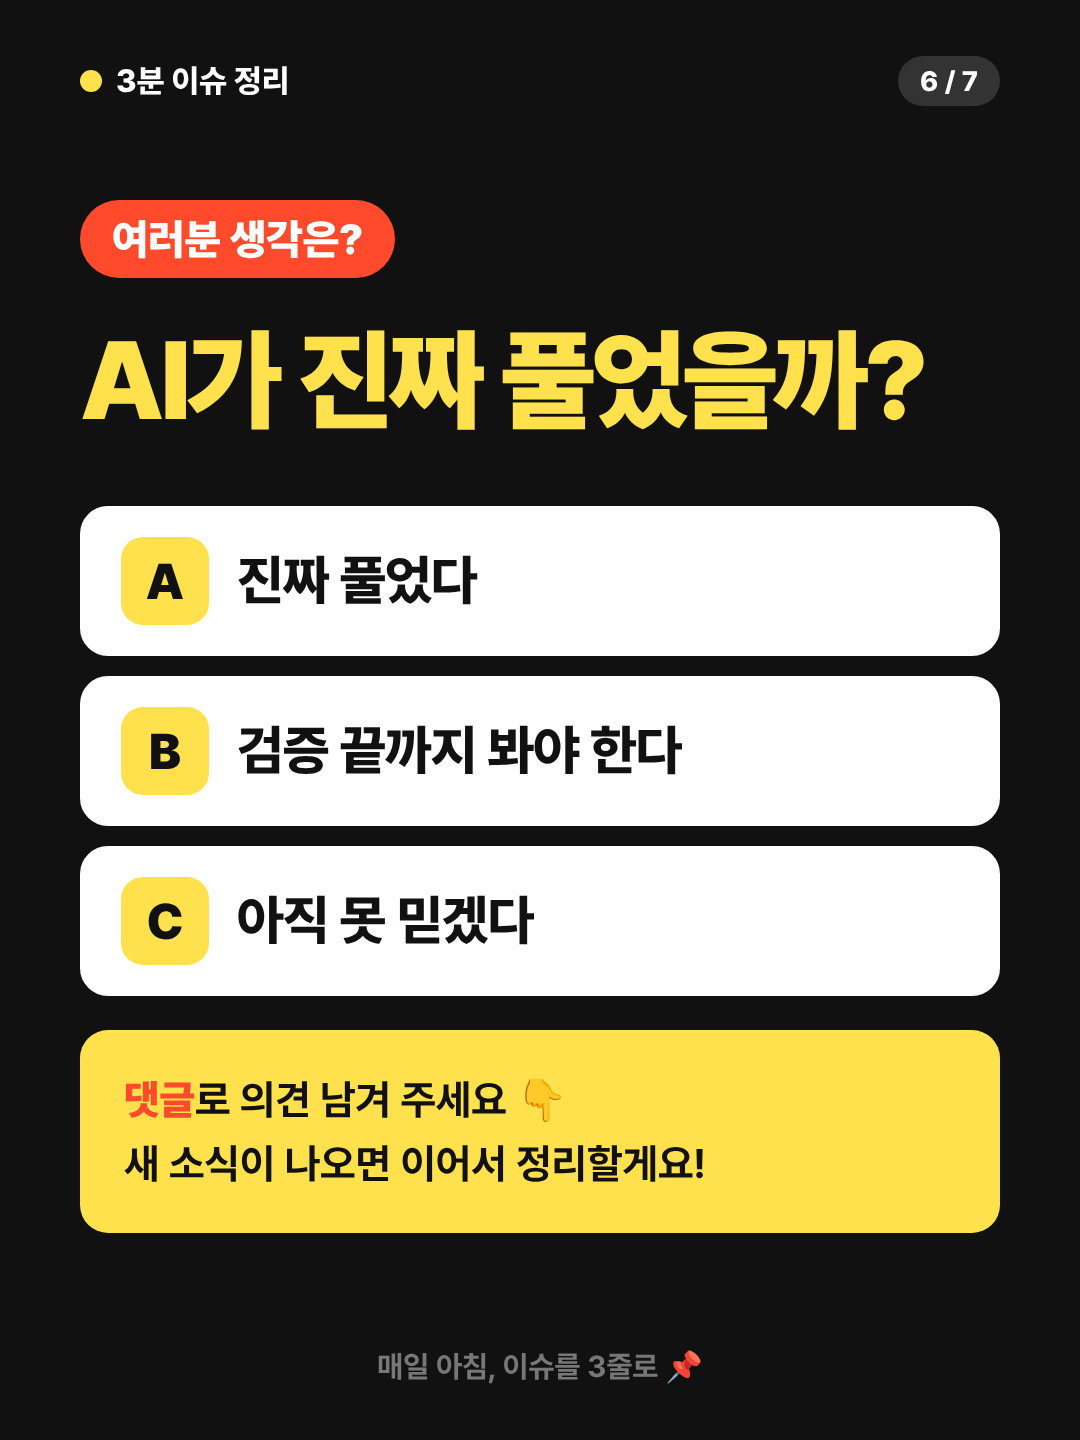 3분 이슈 정리
6 / 7
여러분 생각은?
AI가 진짜 풀었을까?
A 진짜 풀었다
B 검증 끝까지 봐야 한다
C 아직 못 믿겠다
댓글로 의견 남겨 주세요 👇
새 소식이 나오면 이어서 정리할게요!
매일 아침, 이슈를 3줄로 📌